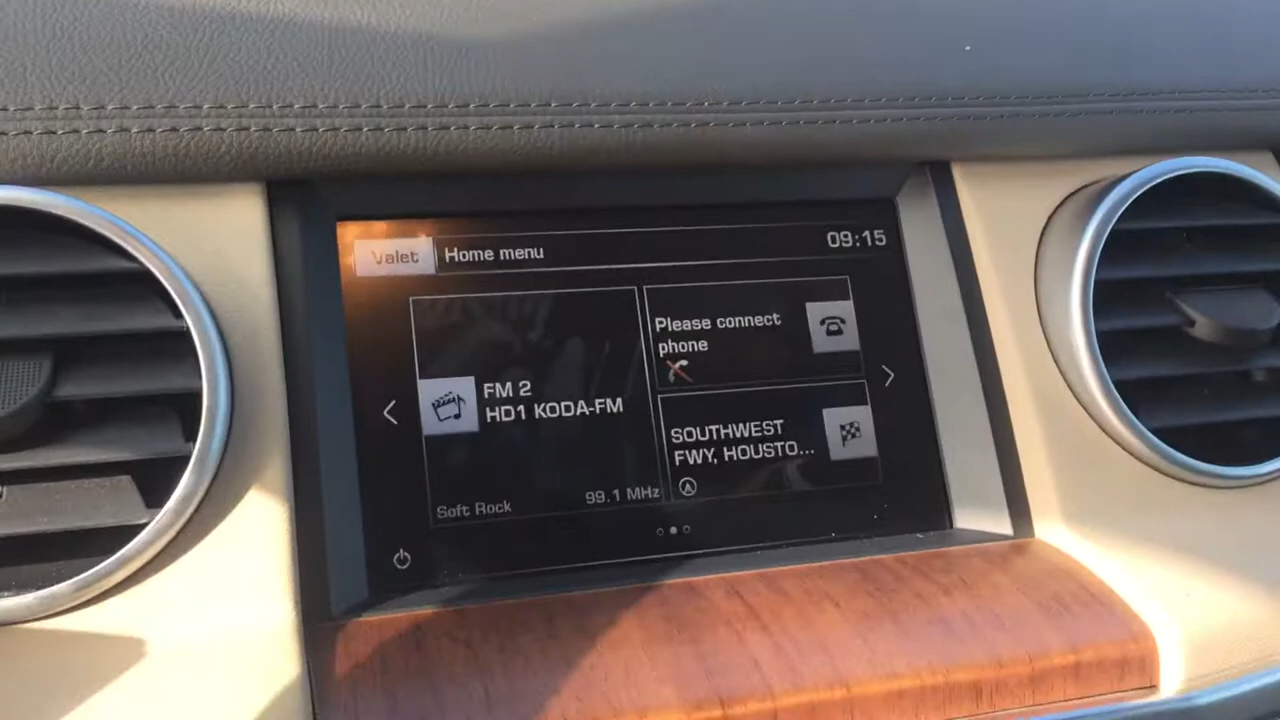 Valet
Home menu
09:15
FM 2
HD1 KODA-FM
Soft Rock
99.1 MHz
Please connect
phone
SOUTHWEST
FWY, HOUSTO...